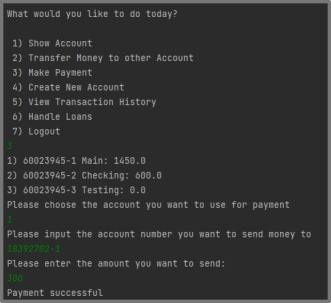 What would you like to do today?
1) Show Account
2) Transfer Money to other Account
3) Make Payment
4) Create New Account
5) View Transaction History
6) Handle Loans
7) Logout
3
1) 60023945-1 Main: 1450.0
2) 60023945-2 Checking: 600.0
3) 60023945-3 Testing: 0.0
Please choose the account you want to use for payment
1
Please input the account number you want to send money to
18392702-1
Please enter the amount you want to send:
300
Payment successful